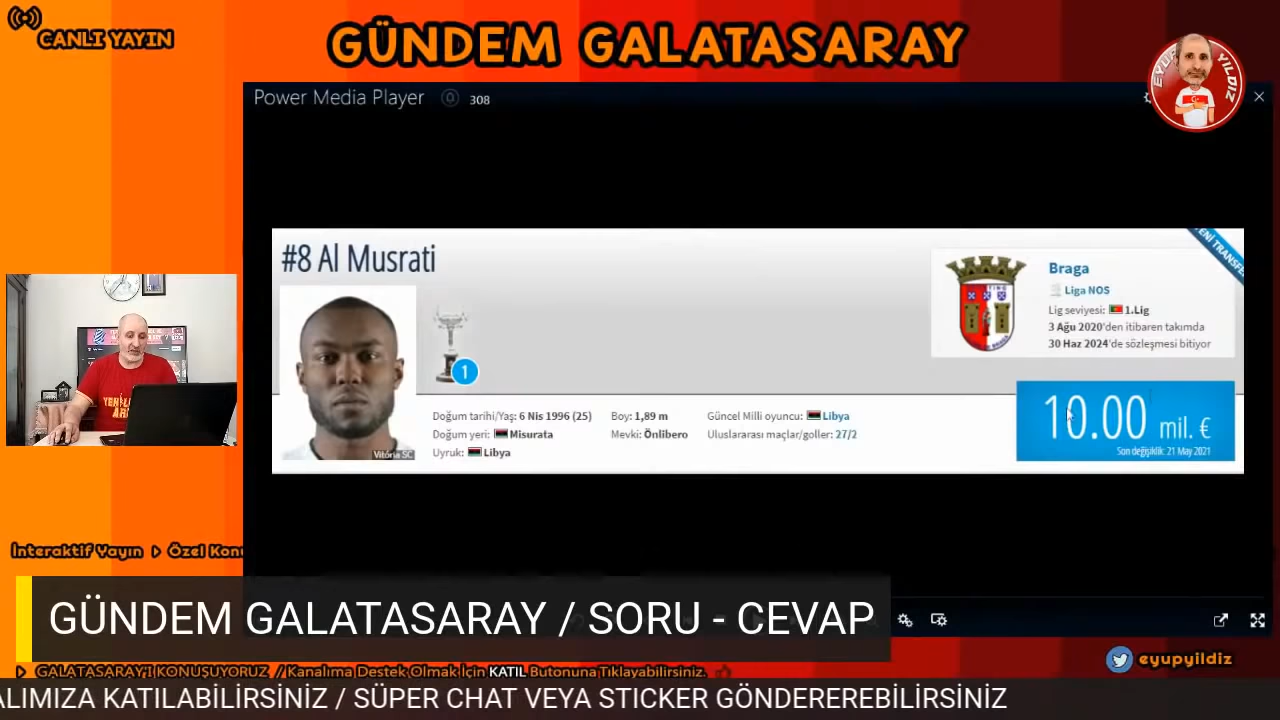 CANLI YAYIN
GÜNDEM GALATASARAY
EYÜP YILDIZ
Power Media Player 308
#8 Al Musrati
1
Vitória SC
Doğum tarihi/Yaş: 6 Nis 1996 (25)
Doğum yeri: Misurata
Uyruk: Libya
Boy: 1,89 m
Mevki: Önlibero
Güncel Milli oyuncu: Libya
Uluslararası maçlar/goller: 27/2
YENİ TRANSFE
Braga
Liga NOS
Lig seviyesi: 1.Lig
3 Ağu 2020'den itibaren takımda
30 Haz 2024'de sözleşmesi bitiyor
10.00 mil. €
Son değişiklik: 21 May 2021
İnteraktif Yayın Özel Konu
GÜNDEM GALATASARAY / SORU - CEVAP
eyupyildiz
GALATASARAY'I KONUŞUYORUZ / Kanalıma Destek Olmak İçin KATIL Butonuna Tıklayabilirsiniz.
ALIMIZA KATILABİLİRSİNİZ / SÜPER CHAT VEYA STICKER GÖNDEREREBİLİRSİNİZ